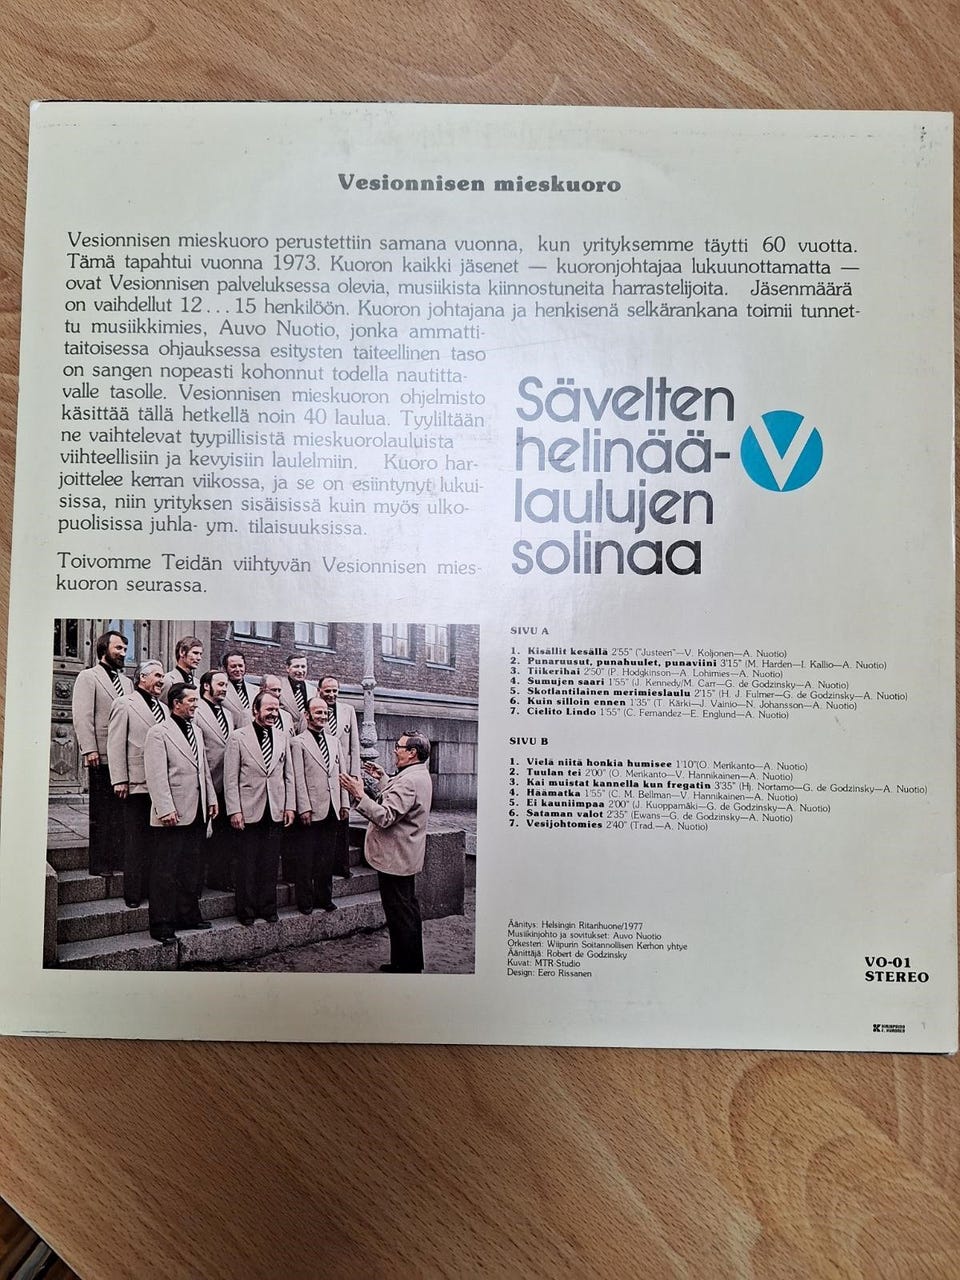 Vesionnisen mieskuoro
Vesionnisen mieskuoro perustettiin samana vuonna, kun yrityksemme täytti 60 vuotta.
Tämä tapahtui vuonna 1973. Kuoron kaikki jäsenet — kuoronjohtajaa lukuunottamatta —
ovat Vesionnisen palveluksessa olevia, musiikista kiinnostuneita harrastelijoita. Jäsenmäärä
on vaihdellut 12...15 henkilöön. Kuoron johtajana ja henkisenä selkärankana toimii tunnet-
tu musiikkimies, Auvo Nuotio, jonka ammatti-
taitoisessa ohjauksessa esitysten taiteellinen taso
on sangen nopeasti kohonnut todella nautitta-
valle tasolle. Vesionnisen mieskuoron ohjelmisto
käsittää tällä hetkellä noin 40 laulua. Tyyliltään
ne vaihtelevat tyypillisistä mieskuorolauluista
viihteellisiin ja kevyisiin laulelmiin. Kuoro har-
joittelee kerran viikossa, ja se on esiintynyt lukui-
sissa, niin yrityksen sisäisissä kuin myös ulko-
puolisissa juhla- ym. tilaisuuksissa.
Toivomme Teidän viihtyvän Vesionnisen mies-
kuoron seurassa.
Sävelten
helinää-
laulujen
solinaa
V
SIVU A
1. Kisällit kesällä 2'55" ("Justeen"—V. Koljonen—A. Nuotio)
2. Punaruusut, punahuulet, punaviini 3'15" (M. Harden—I. Kallio—A. Nuotio)
3. Tiikerihai 2'50" (P. Hodgkinson—A. Lohimies—A. Nuotio)
4. Sumujen saari 1'55" (J. Kennedy/M. Carr—G. de Godzinsky—A. Nuotio)
5. Skotlantilainen merimieslaulu 2'15" (H. J. Fulmer—G. de Godzinsky—A. Nuotio)
6. Kuin silloin ennen 1'35" (T. Kärki—J. Vainio—N. Johansson—A. Nuotio)
7. Cielito Lindo 1'55" (C. Fernandez—E. Englund—A. Nuotio)
SIVU B
1. Vielä niitä honkia humisee 1'10"(O. Merikanto—A. Nuotio)
2. Tuulan tei 2'00" (O. Merikanto—V. Hannikainen—A. Nuotio)
3. Kai muistat kannella kun fregatin 3'35" (Hj. Nortamo—G. de Godzinsky—A. Nuotio)
4. Häämatka 1'55" (C. M. Bellman—V. Hannikainen—A. Nuotio)
5. Ei kauniimpaa 2'00" (J. Kuoppamäki—G. de Godzinsky—A. Nuotio)
6. Sataman valot 2'35" (Ewans—G. de Godzinsky—A. Nuotio)
7. Vesijohtomies 2'40" (Trad.—A. Nuotio)
Äänitys: Helsingin Ritarihuone/1977
Musiikinjohto ja sovitukset: Auvo Nuotio
Orkesteri: Wiipurin Soitannollisen Kerhon yhtye
Äänittäjä: Robert de Godzinsky
Kuvat: MTR-Studio
Design: Eero Rissanen
VO-01
STEREO